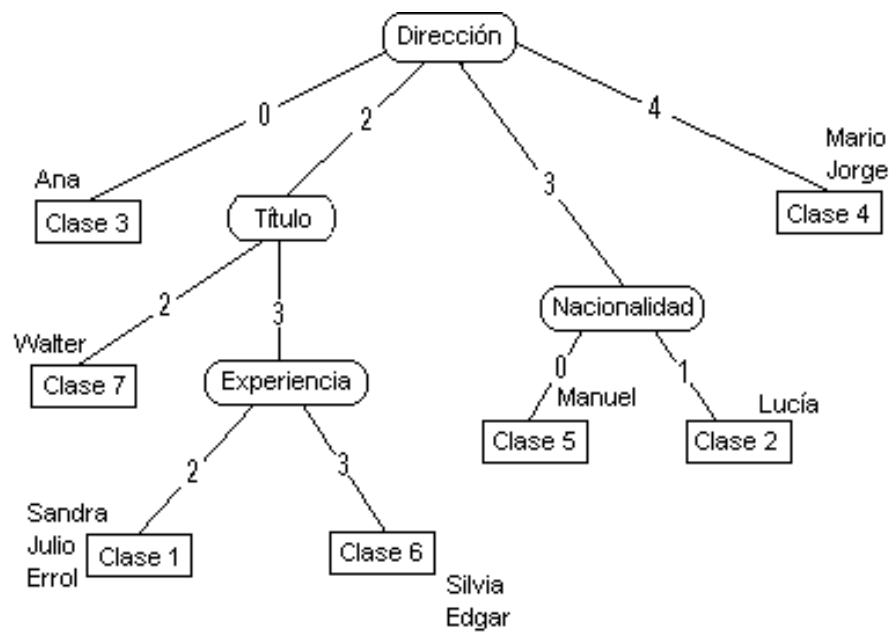 Dirección
0
2
3
4
Ana
Clase 3
Título
Mario
Jorge
Clase 4
2
3
Nacionalidad
Walter
Clase 7
Experiencia
0
1
Manuel
Clase 5
Lucía
Clase 2
2
3
Sandra
Julio
Errol
Clase 1
Clase 6
Silvia
Edgar